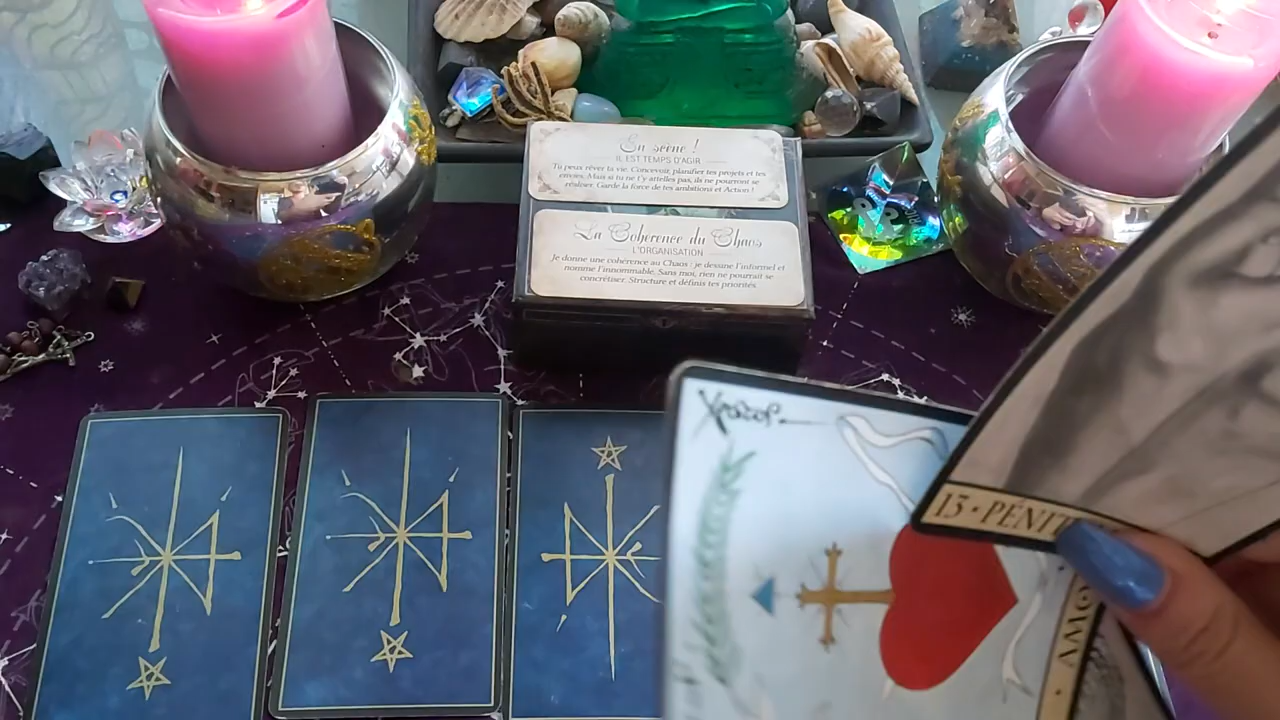 En scène !
IL EST TEMPS D'AGIR
Tu peux rêver ta vie. Concevoir, planifier tes projets et tes
envies. Mais si tu ne t'y attelles pas, ils ne pourront se
réaliser. Garde la force de tes ambitions et Action !
La Cohérence du Chaos
L'ORGANISATION
Je donne une cohérence au Chaos : je dessine l'informel et
nomme l'innommable. Sans moi, rien ne pourrait se
concrétiser. Structure et définis tes priorités.
13 • PÉNIT
• AMO